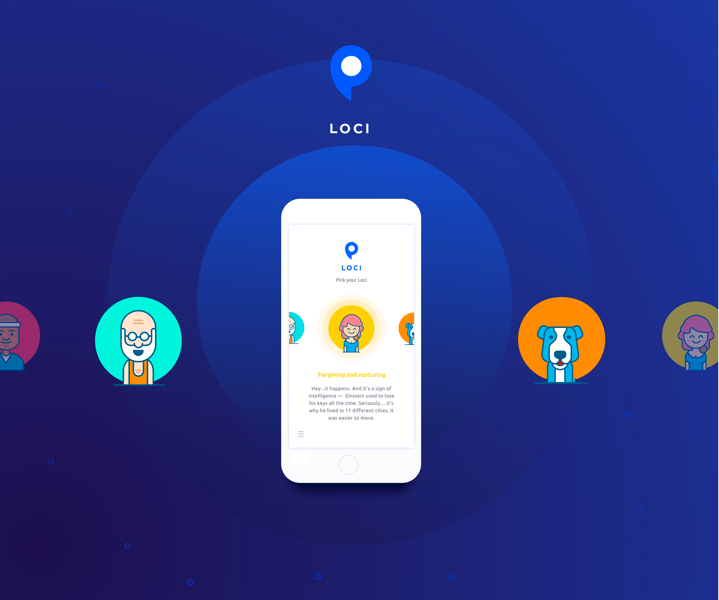 LOCI
LOCI
Pick your Loci
Forgiving and nurturing
Hey...it happens. And it's a sign of
intelligence — Einstein used to lose
his keys all the time. Seriously. ..it's
why he lived in 11 different cities. It
was easier to move.